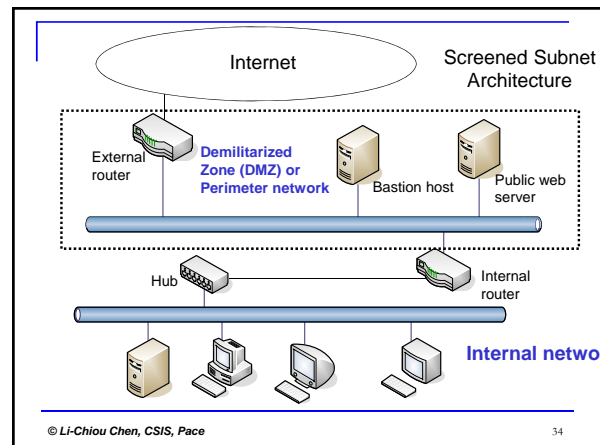 Internet
Screened Subnet
Architecture
External
router
Demilitarized
Zone (DMZ) or
Perimeter network
Bastion host
Public web
server
Hub
Internal
router
Internal netwo
© Li-Chiou Chen, CSIS, Pace
34